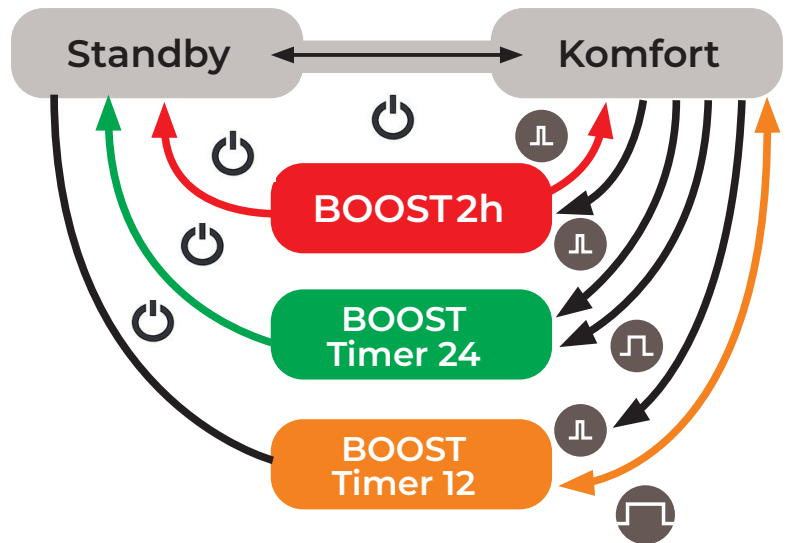 Standby
Komfort
BOOST 2h
BOOST
Timer 24
BOOST
Timer 12